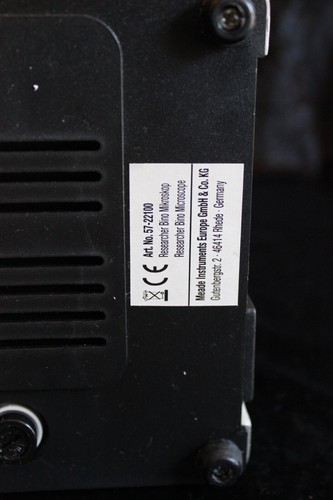 Art. No. 57-22100
Researcher Bino Mikroskop
Researcher Bino Microscope
CE
Meade Instruments Europe GmbH & Co. KG
Gutenbergstr. 2 · 46414 Rhede · Germany